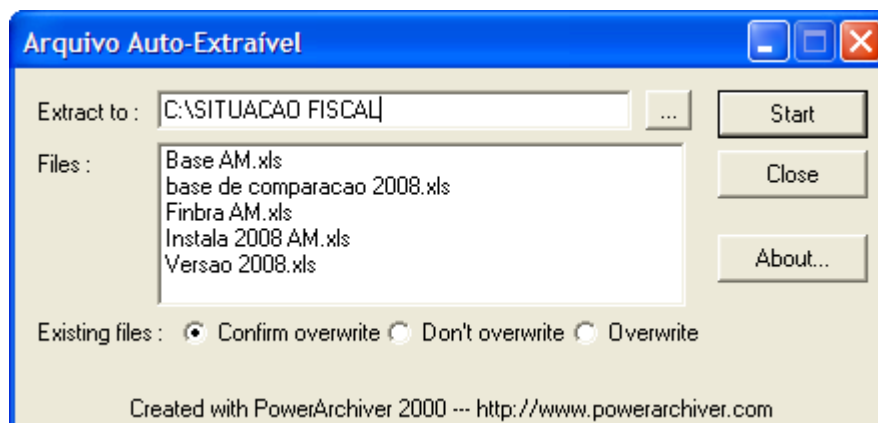 Arquivo Auto-Extraível
Extract to : C:\SITUACAO FISCAL ... Start
Files : Base AM.xls
base de comparacao 2008.xls Close
Finbra AM.xls
Instala 2008 AM.xls
Versao 2008.xls About...
Existing files : Confirm overwrite Don't overwrite Overwrite
Created with PowerArchiver 2000 --- http://www.powerarchiver.com